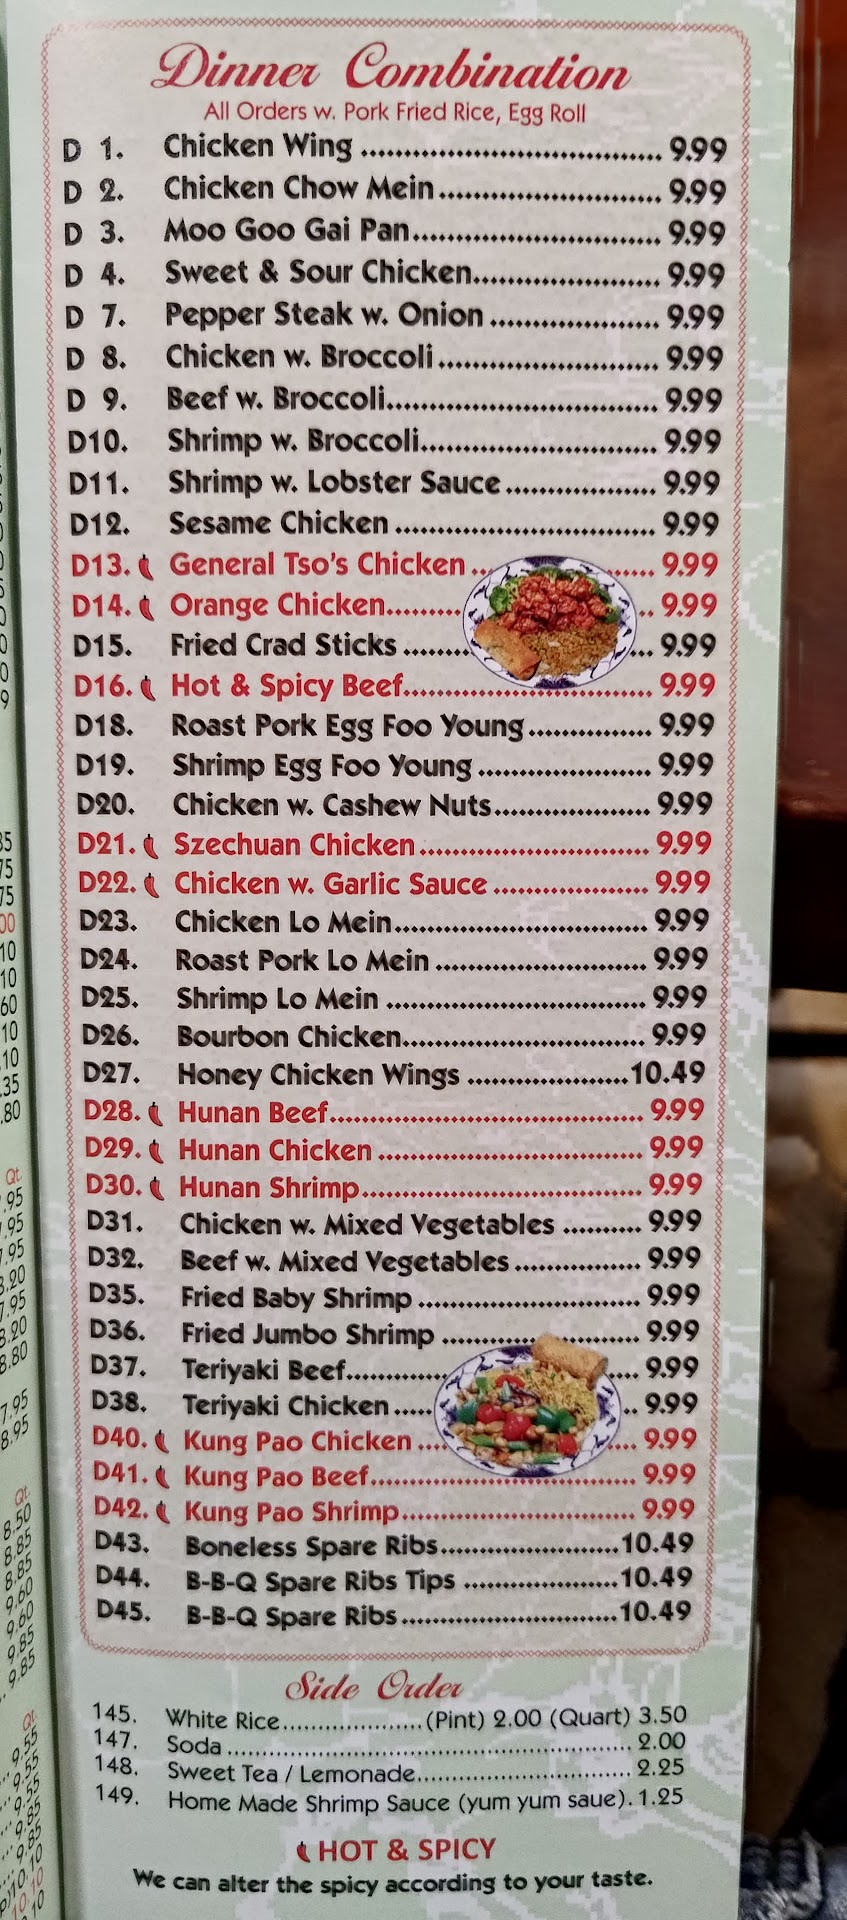 Dinner Combination
All Orders w. Pork Fried Rice, Egg Roll
D 1. Chicken Wing 9.99
D 2. Chicken Chow Mein 9.99
D 3. Moo Goo Gai Pan 9.99
D 4. Sweet & Sour Chicken 9.99
D 7. Pepper Steak w. Onion 9.99
D 8. Chicken w. Broccoli 9.99
D 9. Beef w. Broccoli 9.99
D10. Shrimp w. Broccoli 9.99
D11. Shrimp w. Lobster Sauce 9.99
D12. Sesame Chicken 9.99
D13. General Tso's Chicken 9.99
D14. Orange Chicken 9.99
D15. Fried Crad Sticks 9.99
D16. Hot & Spicy Beef 9.99
D18. Roast Pork Egg Foo Young 9.99
D19. Shrimp Egg Foo Young 9.99
D20. Chicken w. Cashew Nuts 9.99
D21. Szechuan Chicken 9.99
D22. Chicken w. Garlic Sauce 9.99
D23. Chicken Lo Mein 9.99
D24. Roast Pork Lo Mein 9.99
D25. Shrimp Lo Mein 9.99
D26. Bourbon Chicken 9.99
D27. Honey Chicken Wings 10.49
D28. Hunan Beef 9.99
D29. Hunan Chicken 9.99
D30. Hunan Shrimp 9.99
D31. Chicken w. Mixed Vegetables 9.99
D32. Beef w. Mixed Vegetables 9.99
D35. Fried Baby Shrimp 9.99
D36. Fried Jumbo Shrimp 9.99
D37. Teriyaki Beef 9.99
D38. Teriyaki Chicken 9.99
D40. Kung Pao Chicken 9.99
D41. Kung Pao Beef 9.99
D42. Kung Pao Shrimp 9.99
D43. Boneless Spare Ribs 10.49
D44. B-B-Q Spare Ribs Tips 10.49
D45. B-B-Q Spare Ribs 10.49
Side Order
145. White Rice (Pint) 2.00 (Quart) 3.50
147. Soda 2.00
148. Sweet Tea / Lemonade 2.25
149. Home Made Shrimp Sauce (yum yum saue). 1.25
HOT & SPICY
We can alter the spicy according to your taste.